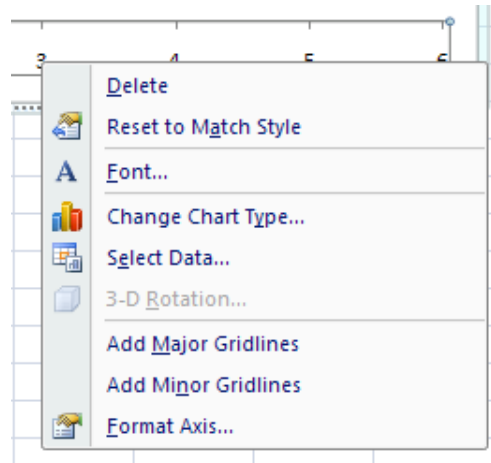 3 4 5 6
Delete
Reset to Match Style
Font...
Change Chart Type...
Select Data...
3-D Rotation...
Add Major Gridlines
Add Minor Gridlines
Format Axis...